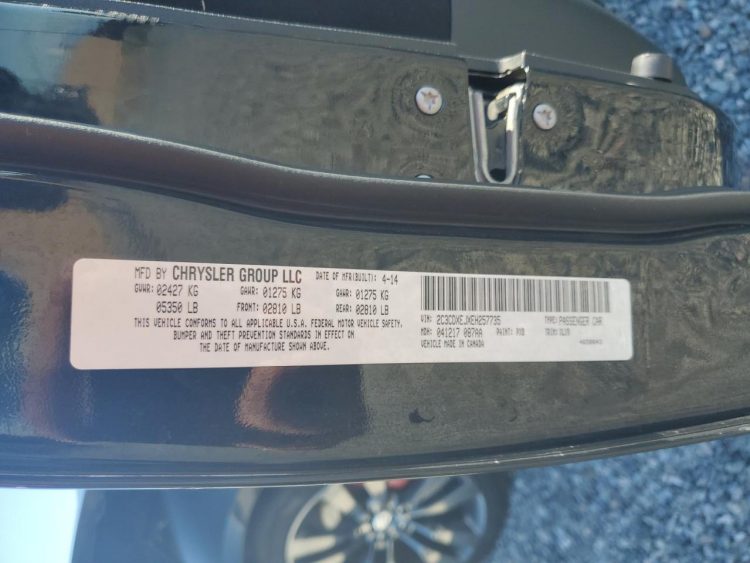 MFD BY CHRYSLER GROUP LLC DATE OF MFR(BUILT): 4-14
GVWR: 02427 KG GAWR: 01275 KG GAWR: 01275 KG
05350 LB FRONT: 02810 LB REAR: 02810 LB
THIS VEHICLE CONFORMS TO ALL APPLICABLE U.S.A. FEDERAL MOTOR VEHICLE SAFETY,
BUMPER AND THEFT PREVENTION STANDARDS IN EFFECT ON
THE DATE OF MANUFACTURE SHOWN ABOVE.
VIN: TYPE: PASSENGER CAR
MDH: 041217 PAINT: PXB TRIM:
VEHICLE MADE IN CANADA